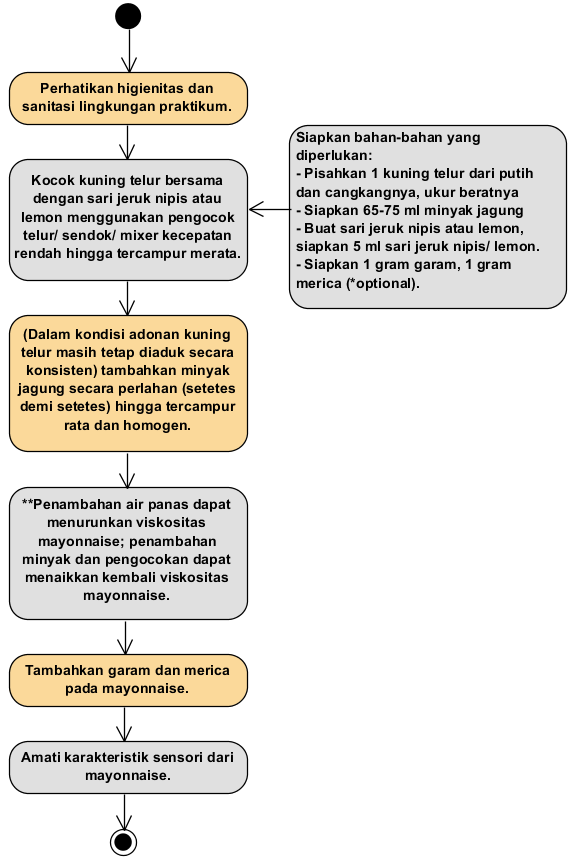 Perhatikan higienitas dan
sanitasi lingkungan praktikum.
Siapkan bahan-bahan yang
diperlukan:
- Pisahkan 1 kuning telur dari putih
dan cangkangnya, ukur beratnya
- Siapkan 65-75 ml minyak jagung
- Buat sari jeruk nipis atau lemon,
siapkan 5 ml sari jeruk nipis/ lemon.
- Siapkan 1 gram garam, 1 gram
merica (*optional).
Kocok kuning telur bersama
dengan sari jeruk nipis atau
lemon menggunakan pengocok
telur/ sendok/ mixer kecepatan
rendah hingga tercampur merata.
(Dalam kondisi adonan kuning
telur masih tetap diaduk secara
konsisten) tambahkan minyak
jagung secara perlahan (setetes
demi setetes) hingga tercampur
rata dan homogen.
**Penambahan air panas dapat
menurunkan viskositas
mayonnaise; penambahan
minyak dan pengocokan dapat
menaikkan kembali viskositas
mayonnaise.
Tambahkan garam dan merica
pada mayonnaise.
Amati karakteristik sensori dari
mayonnaise.